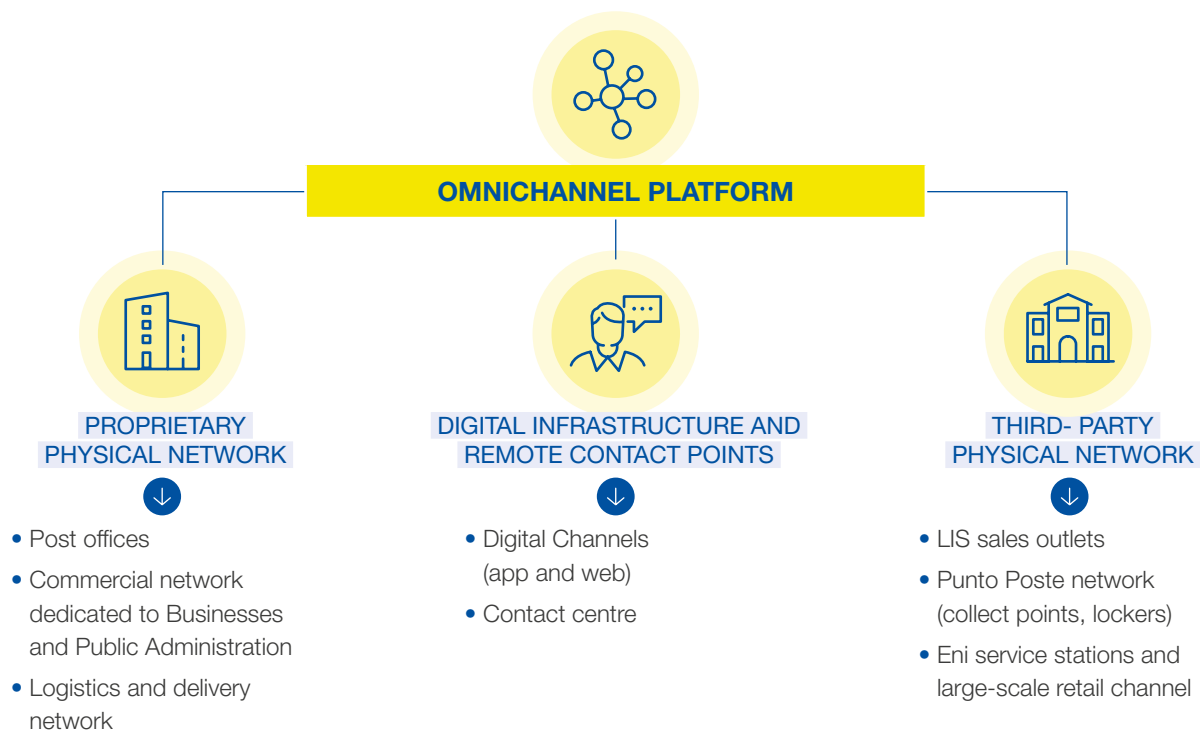 OMNICHANNEL PLATFORM
PROPRIETARY
PHYSICAL NETWORK
• Post offices
• Commercial network
dedicated to Businesses
and Public Administration
• Logistics and delivery
network
DIGITAL INFRASTRUCTURE AND
REMOTE CONTACT POINTS
• Digital Channels
(app and web)
• Contact centre
THIRD- PARTY
PHYSICAL NETWORK
• LIS sales outlets
• Punto Poste network
(collect points, lockers)
• Eni service stations and
large-scale retail channel